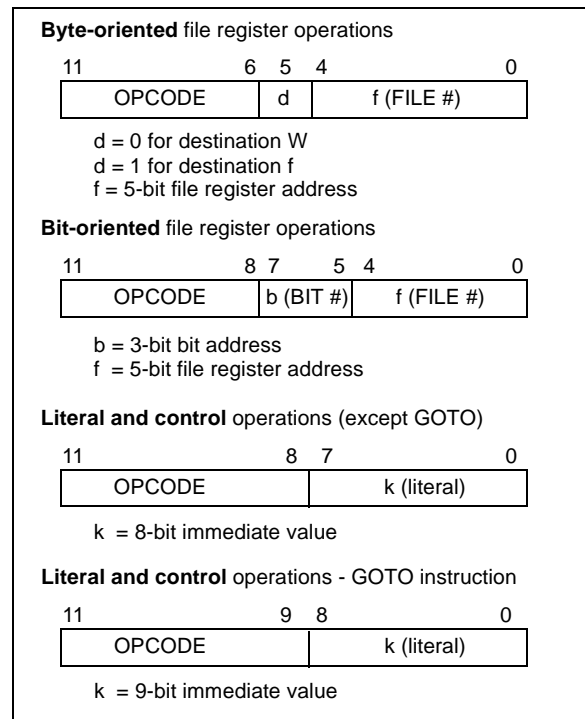 Byte-oriented file register operations
11 6 5 4 0
OPCODE d f (FILE #)
d = 0 for destination W
d = 1 for destination f
f = 5-bit file register address
Bit-oriented file register operations
11 8 7 5 4 0
OPCODE b (BIT #) f (FILE #)
b = 3-bit bit address
f = 5-bit file register address
Literal and control operations (except GOTO)
11 8 7 0
OPCODE k (literal)
k = 8-bit immediate value
Literal and control operations - GOTO instruction
11 9 8 0
OPCODE k (literal)
k = 9-bit immediate value